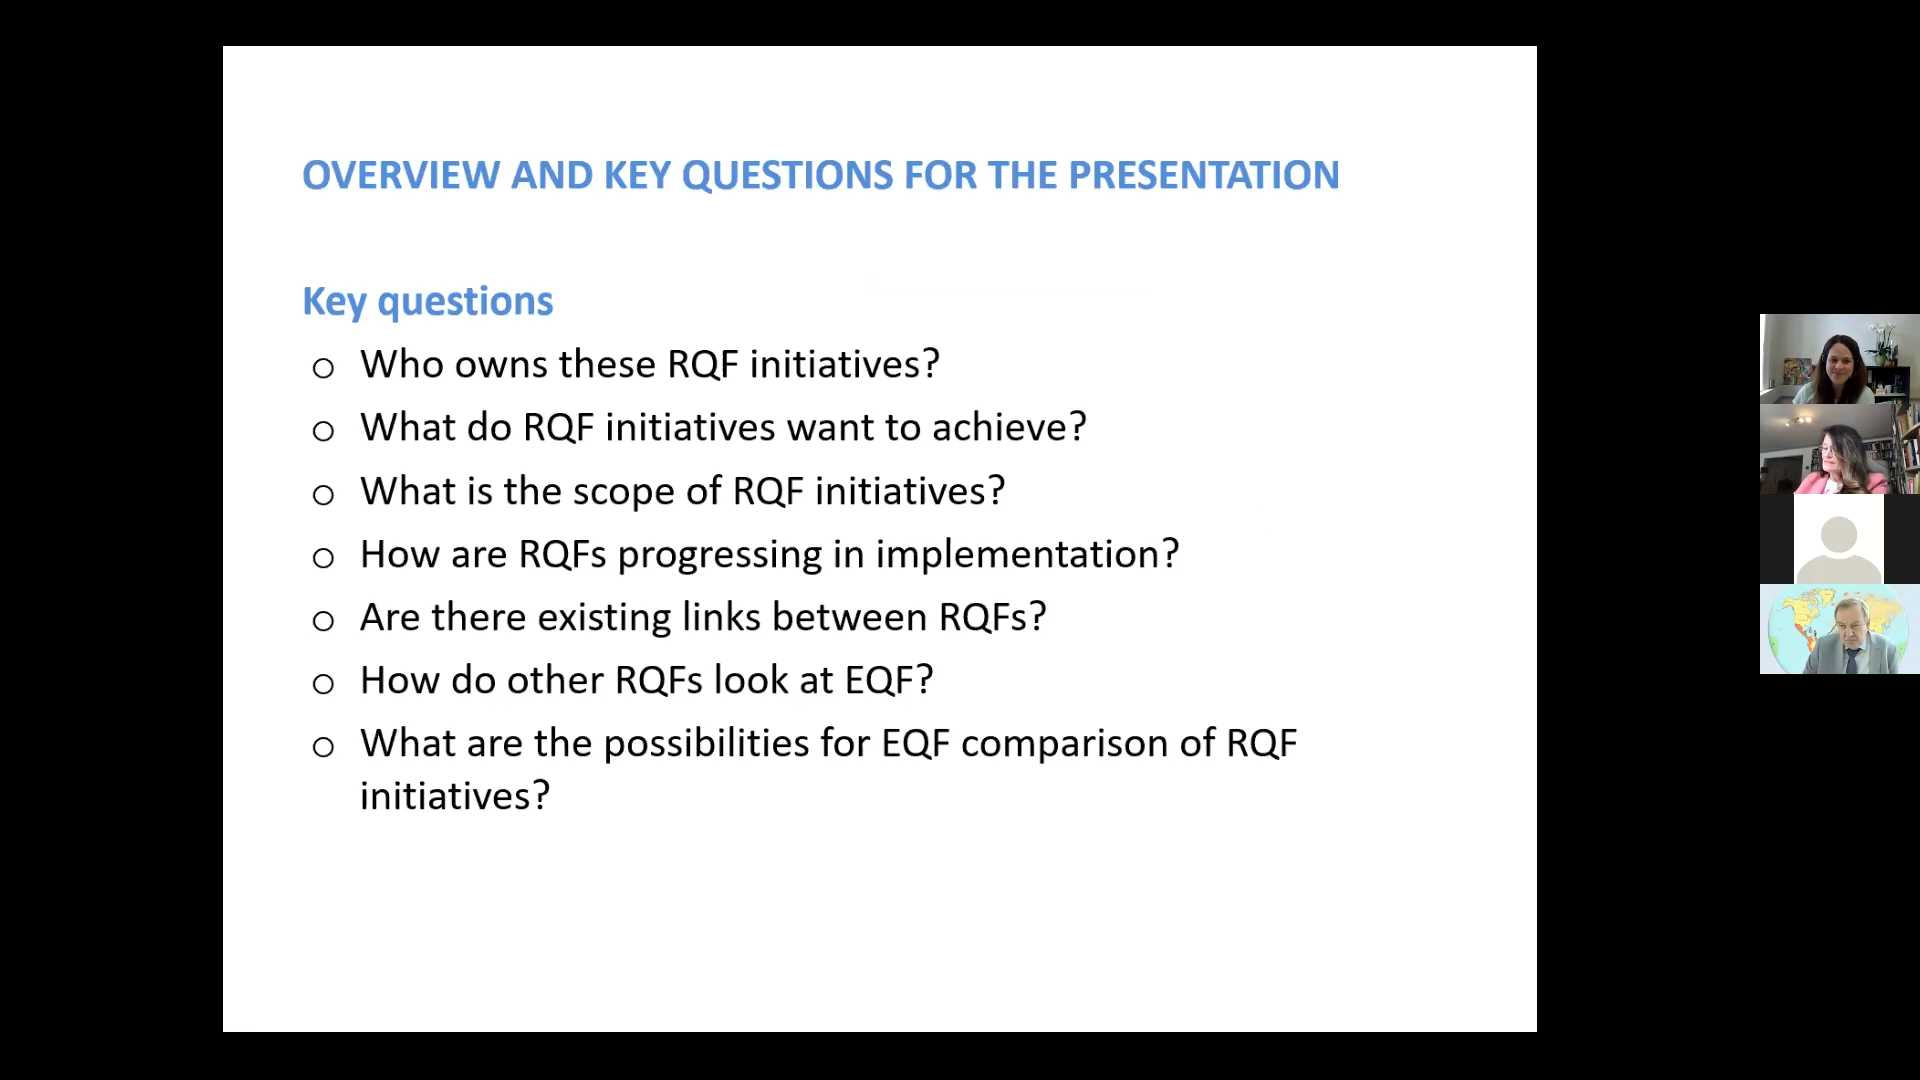 OVERVIEW AND KEY QUESTIONS FOR THE PRESENTATION
Key questions
o Who owns these RQF initiatives?
o What do RQF initiatives want to achieve?
o What is the scope of RQF initiatives?
o How are RQFs progressing in implementation?
o Are there existing links between RQFs?
o How do other RQFs look at EQF?
o What are the possibilities for EQF comparison of RQF
initiatives?